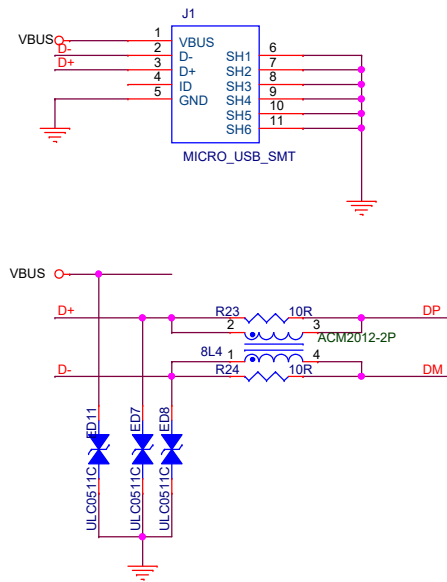 J1
VBUS 1 VBUS
D- 2 D- SH1 6
D+ 3 D+ SH2 7
4 ID SH3 8
5 GND SH4 9
SH5 10
SH6 11
MICRO_USB_SMT
VBUS
D+ R23 10R DP
2 3 ACM2012-2P
8L4 1 4
D- R24 10R DM
ULC0511C ED11
ULC0511C ED7
ULC0511C ED8